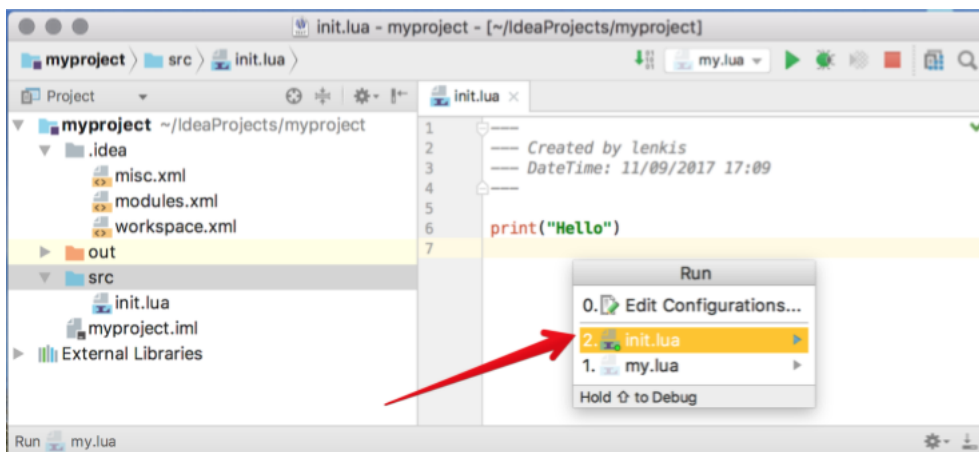 init.lua - myproject - [~/IdeaProjects/myproject]
myproject src init.lua my.lua
Project init.lua
myproject ~/IdeaProjects/myproject
.idea
misc.xml
modules.xml
workspace.xml
out
src
init.lua
myproject.iml
External Libraries
1 ---
2 --- Created by lenkis
3 --- DateTime: 11/09/2017 17:09
4 ---
5
6 print("Hello")
7
Run
0. Edit Configurations...
2. init.lua
1. my.lua
Hold ⇧ to Debug
Run my.lua